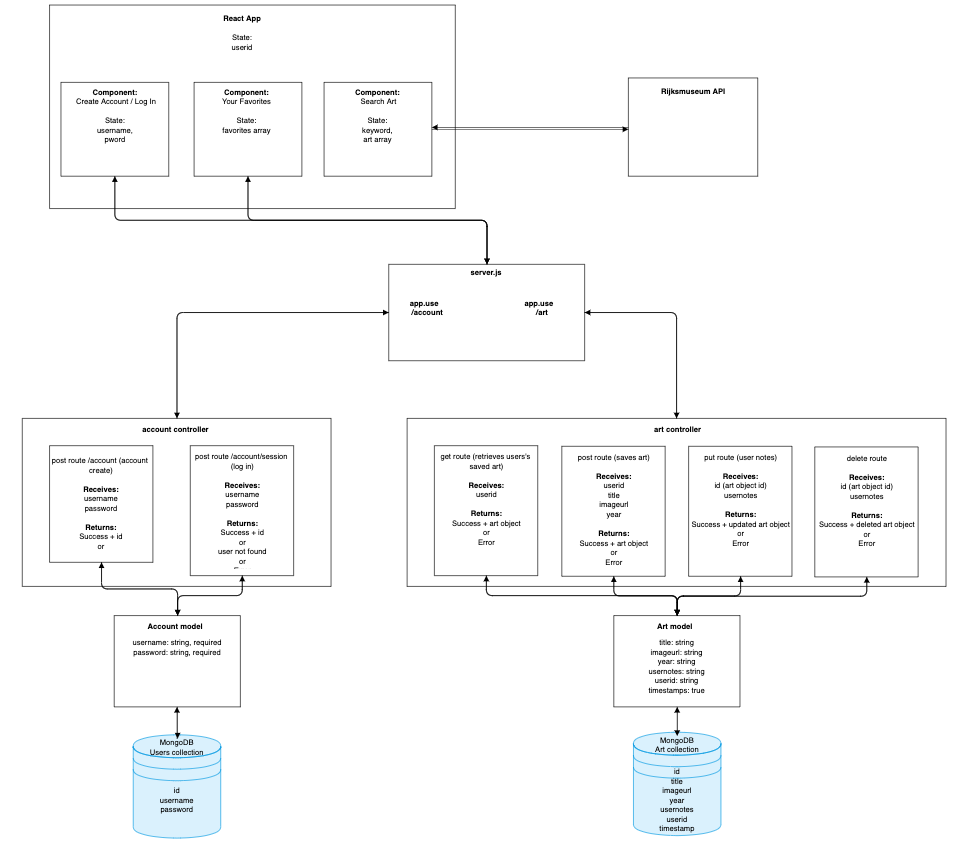 React App
State:
userid
Component:
Create Account / Log In
State:
username,
pword
Component:
Your Favorites
State:
favorites array
Component:
Search Art
State:
keyword,
art array
Rijksmuseum API
server.js
app.use
/account
app.use
/art
account controller
post route /account (account
create)
Receives:
username
password
Returns:
Success + id
or
post route /account/session
(log in)
Receives:
username
password
Returns:
Success + id
or
user not found
or
art controller
get route (retrieves users's
saved art)
Receives:
userid
Returns:
Success + art object
or
Error
post route (saves art)
Receives:
userid
title
imageurl
year
Returns:
Success + art object
or
Error
put route (user notes)
Receives:
id (art object id)
usernotes
Returns:
Success + updated art object
or
Error
delete route
Receives:
id (art object id)
usernotes
Returns:
Success + deleted art object
or
Error
Account model
username: string, required
password: string, required
Art model
title: string
imageurl: string
year: string
usernotes: string
userid: string
timestamps: true
MongoDB
Users collection
id
username
password
MongoDB
Art collection
id
title
imageurl
year
usernotes
userid
timestamp